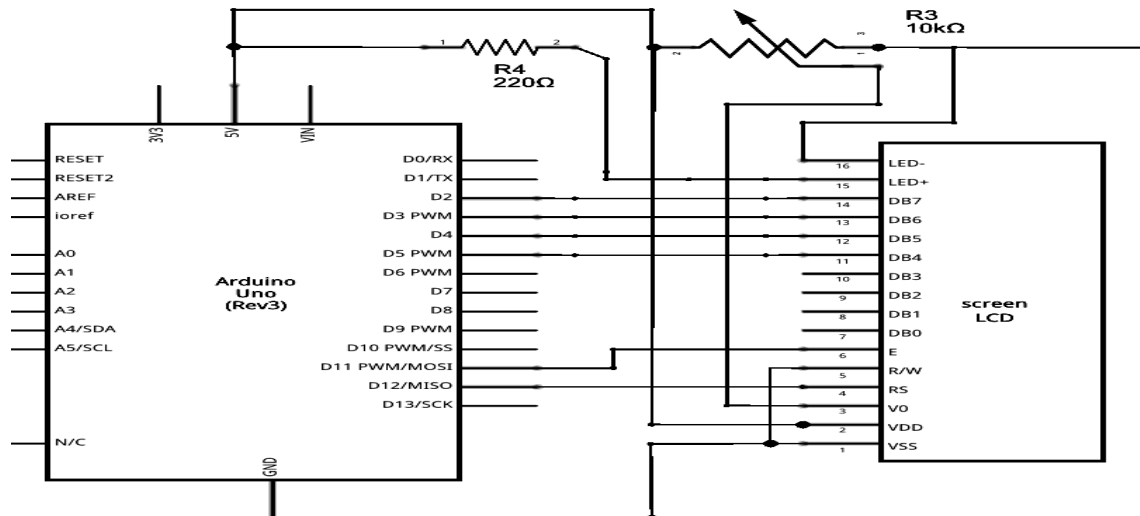 R3
10kΩ
3
1
2
1
2
R4
220Ω
3V3
5V
VIN
RESET
RESET2
AREF
ioref
A0
A1
A2
A3
A4/SDA
A5/SCL
N/C
Arduino
Uno
(Rev3)
D0/RX
D1/TX
D2
D3 PWM
D4
D5 PWM
D6 PWM
D7
D8
D9 PWM
D10 PWM/SS
D11 PWM/MOSI
D12/MISO
D13/SCK
GND
16 LED-
15 LED+
14 DB7
13 DB6
12 DB5
11 DB4
10 DB3
9 DB2
8 DB1
7 DB0
6 E
5 R/W
4 RS
3 V0
2 VDD
1 VSS
screen
LCD